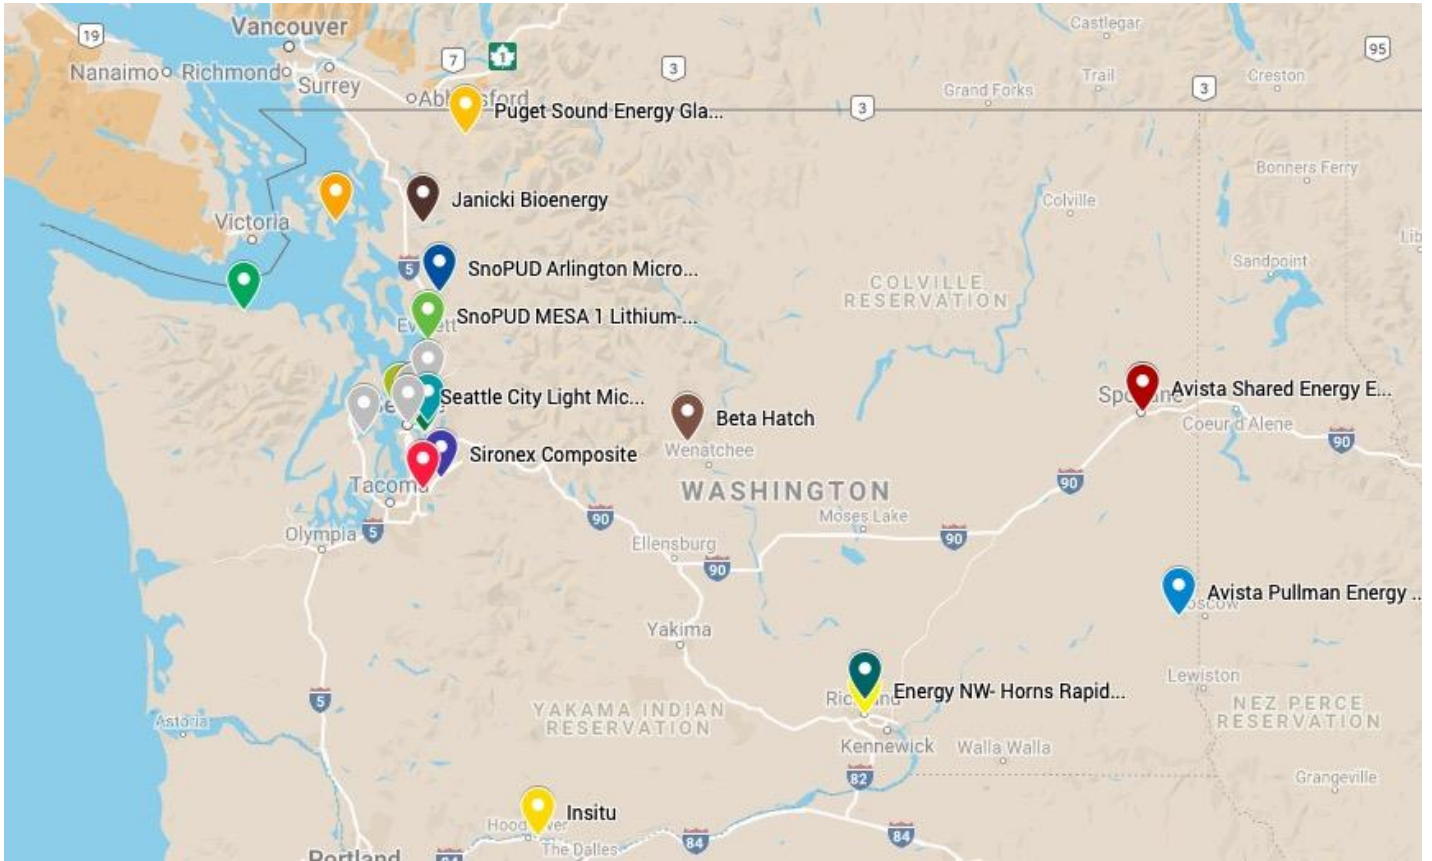 Vancouver
19
Nanaimo
Richmond
Surrey
7
1
3
Castlegar
95
Trail
Creston
3
Grand Forks
3
Puget Sound Energy Gla...
Bonners Ferry
Janicki Bioenergy
Colville
Victoria
5
SnoPUD Arlington Micro...
Sandpoint
COLVILLE
RESERVATION
SnoPUD MESA 1 Lithium-...
Avista Shared Energy E...
Seattle City Light Mic...
Beta Hatch
Coeur d'Alene
90
Wenatchee
Sironex Composite
Tacoma
WASHINGTON
90
Moses Lake
90
5
Olympia
90
Ellensburg
90
Avista Pullman Energy ...
Yakima
Lewiston
Energy NW- Horns Rapid...
5
YAKAMA INDIAN
RESERVATION
NEZ PERCE
RESERVATION
Astoria
Kennewick
Walla Walla
82
Grangeville
Insitu
84
84
The Dalles
Portland
84